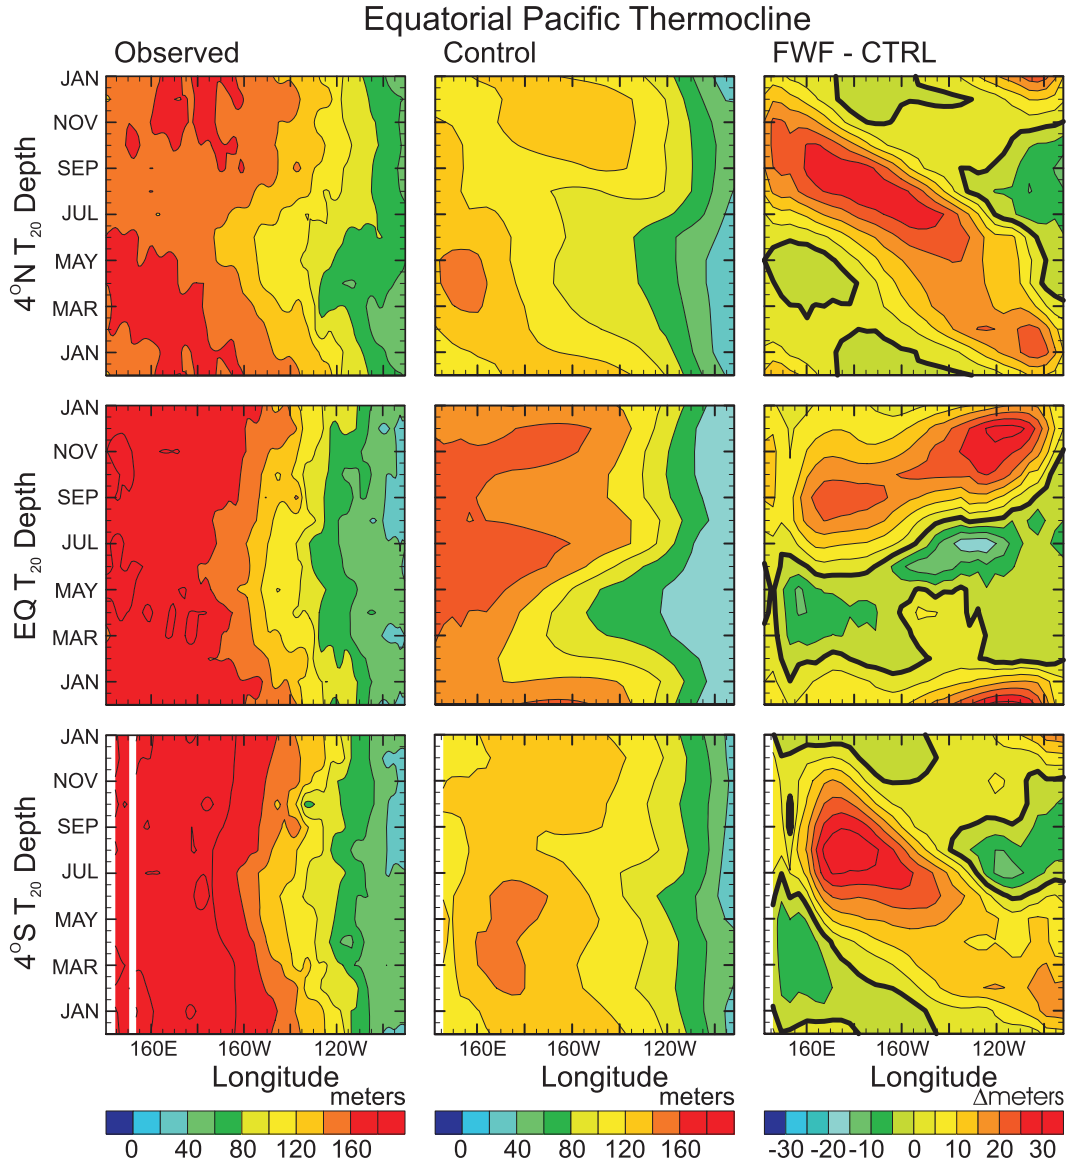 Equatorial Pacific Thermocline
Observed Control FWF - CTRL
4°N T20 Depth
JAN
NOV
SEP
JUL
MAY
MAR
JAN
EQ T20 Depth
JAN
NOV
SEP
JUL
MAY
MAR
JAN
4°S T20 Depth
JAN
NOV
SEP
JUL
MAY
MAR
JAN
160E 160W 120W 160E 160W 120W 160E 160W 120W
Longitude Longitude Longitude
meters meters Δmeters
0 40 80 120 160 0 40 80 120 160 -30 -20 -10 0 10 20 30